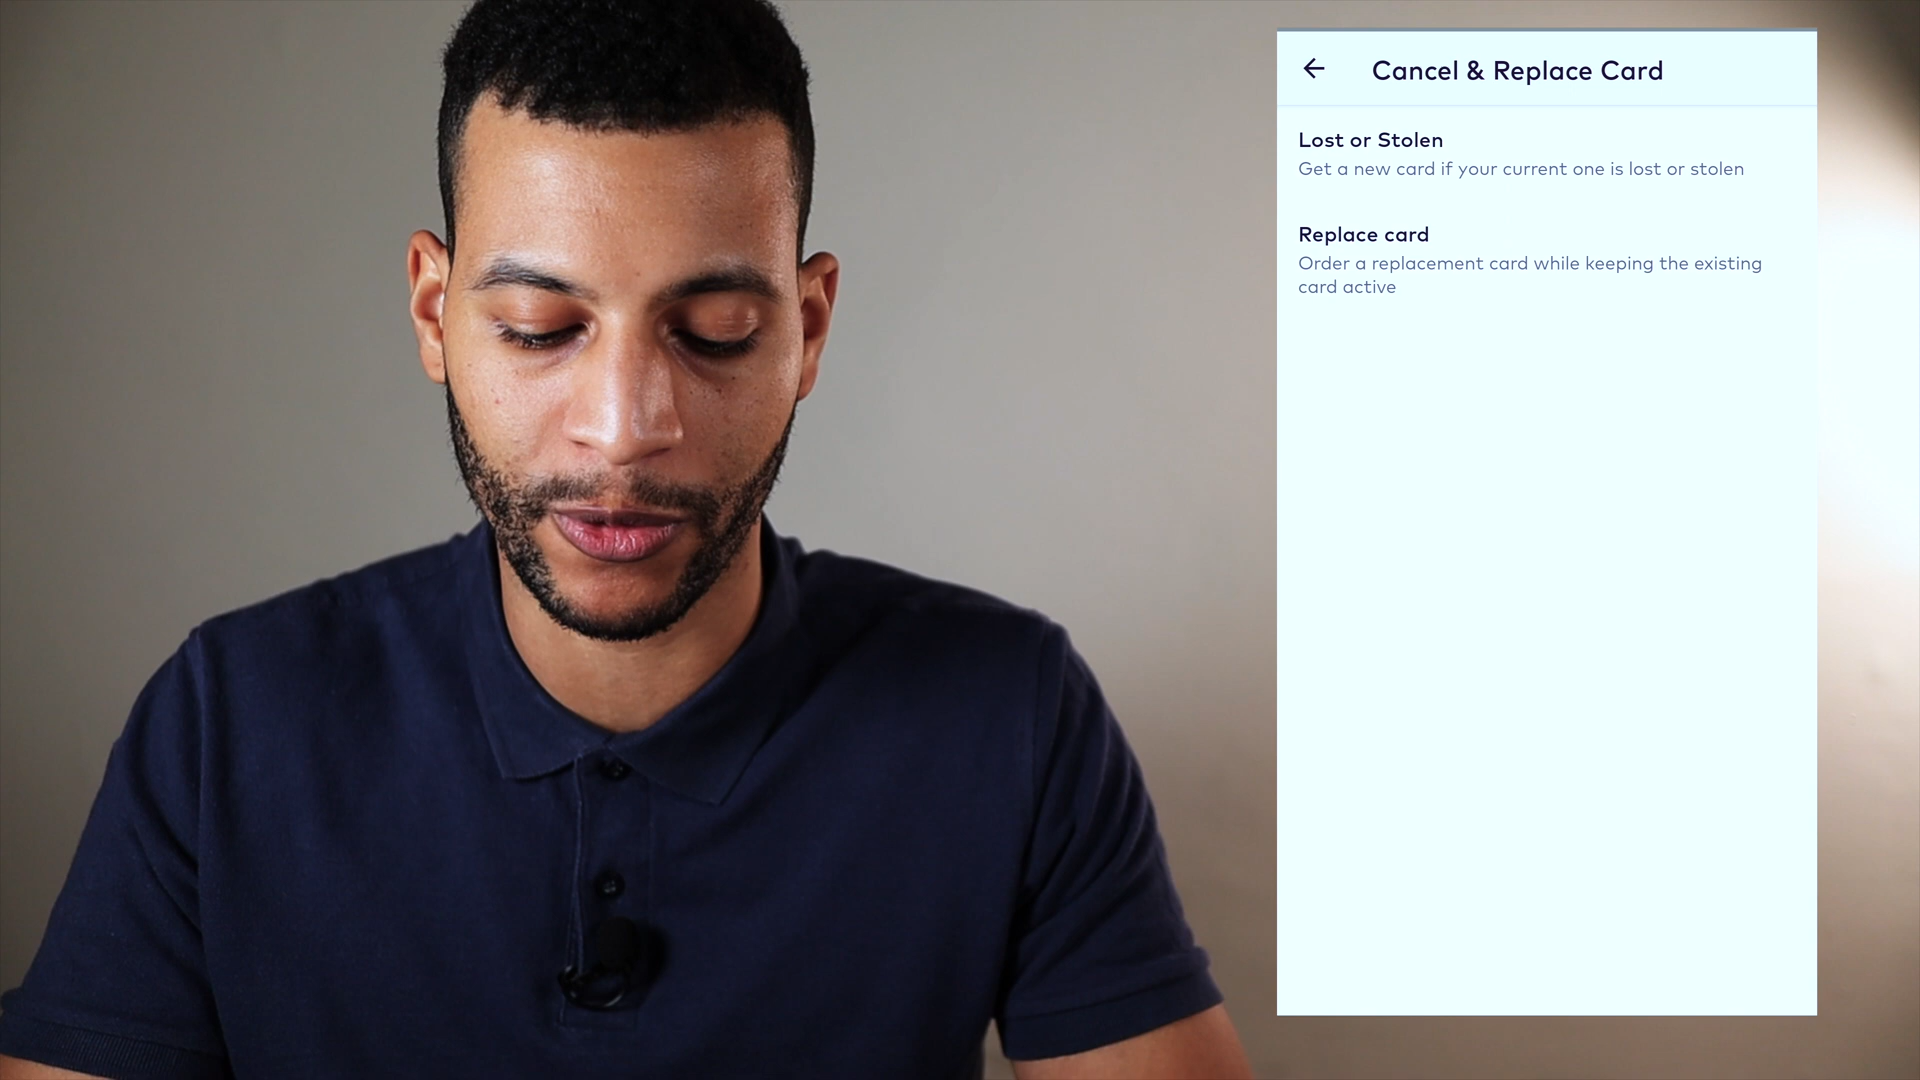 Cancel & Replace Card
Lost or Stolen
Get a new card if your current one is lost or stolen
Replace card
Order a replacement card while keeping the existing
card active